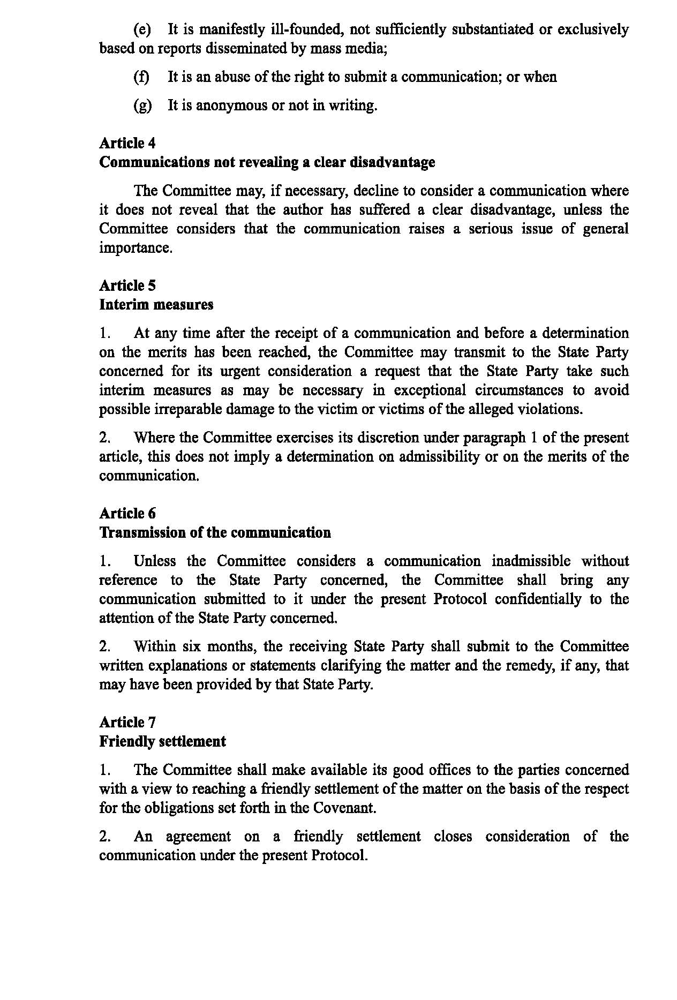 (e) It is manifestly ill-founded, not sufficiently substantiated or exclusively
based on reports disseminated by mass media;
(f) It is an abuse of the right to submit a communication; or when
(g) It is anonymous or not in writing.
Article 4
Communications not revealing a clear disadvantage
The Committee may, if necessary, decline to consider a communication where
it does not reveal that the author has suffered a clear disadvantage, unless the
Committee considers that the communication raises a serious issue of general
importance.
Article 5
Interim measures
1. At any time after the receipt of a communication and before a determination
on the merits has been reached, the Committee may transmit to the State Party
concerned for its urgent consideration a request that the State Party take such
interim measures as may be necessary in exceptional circumstances to avoid
possible irreparable damage to the victim or victims of the alleged violations.
2. Where the Committee exercises its discretion under paragraph 1 of the present
article, this does not imply a determination on admissibility or on the merits of the
communication.
Article 6
Transmission of the communication
1. Unless the Committee considers a communication inadmissible without
reference to the State Party concerned, the Committee shall bring any
communication submitted to it under the present Protocol confidentially to the
attention of the State Party concerned.
2. Within six months, the receiving State Party shall submit to the Committee
written explanations or statements clarifying the matter and the remedy, if any, that
may have been provided by that State Party.
Article 7
Friendly settlement
1. The Committee shall make available its good offices to the parties concerned
with a view to reaching a friendly settlement of the matter on the basis of the respect
for the obligations set forth in the Covenant.
2. An agreement on a friendly settlement closes consideration of the
communication under the present Protocol.